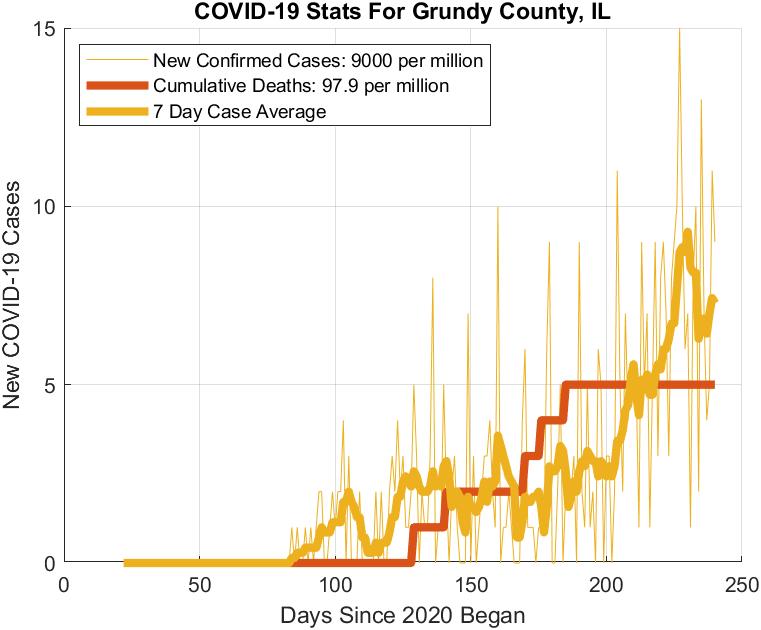 COVID-19 Stats For Grundy County, IL
New Confirmed Cases: 9000 per million
Cumulative Deaths: 97.9 per million
7 Day Case Average
15
10
5
0
New COVID-19 Cases
0 50 100 150 200 250
Days Since 2020 Began